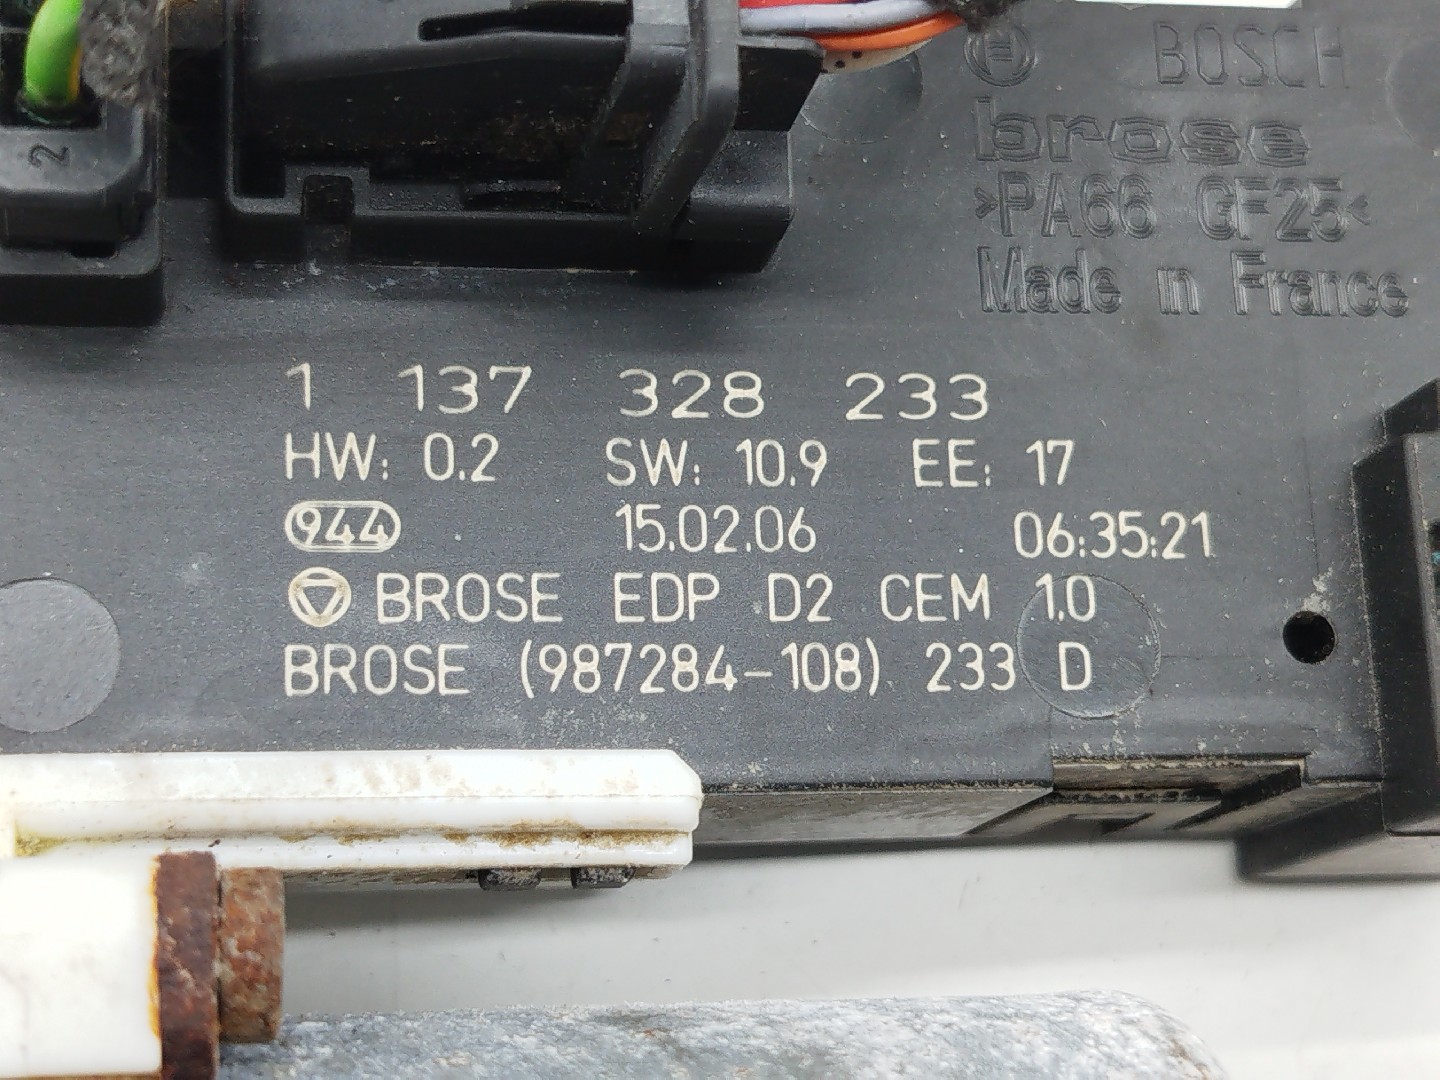 2
BOSCH
brose
>PA66 GF25<
Made in France
1 137 328 233
HW: 0.2 SW: 10.9 EE: 17
944 15.02.06 06:35:21
BROSE EDP D2 CEM 1.0
BROSE (987284-108) 233 D